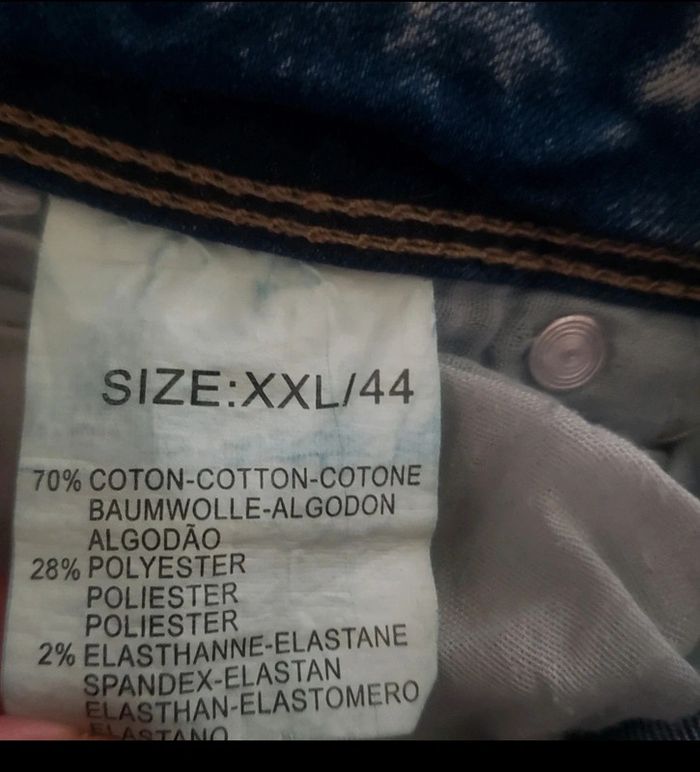 SIZE:XXL/44
70% COTON-COTTON-COTONE
BAUMWOLLE-ALGODON
ALGODÃO
28% POLYESTER
POLIESTER
POLIESTER
2% ELASTHANNE-ELASTANE
SPANDEX-ELASTAN
ELASTHAN-ELASTOMERO
ELASTANO